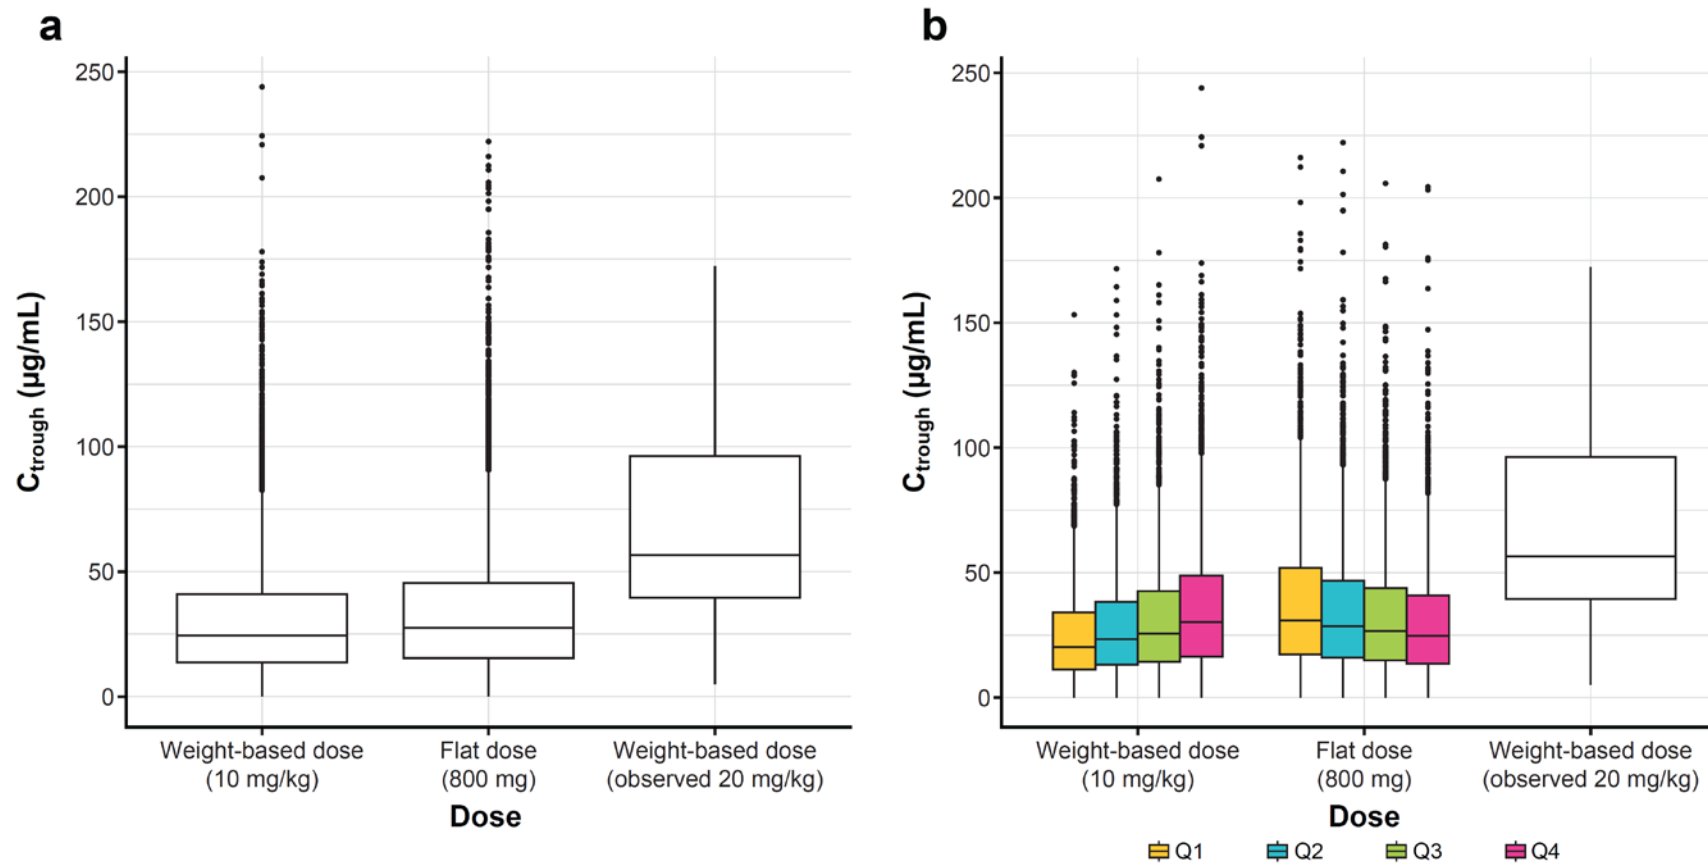 a
250
200
150
100
50
0
Ctrough (µg/mL)
Weight-based dose
(10 mg/kg)
Flat dose
(800 mg)
Weight-based dose
(observed 20 mg/kg)
Dose
b
250
200
150
100
50
0
Ctrough (µg/mL)
Weight-based dose
(10 mg/kg)
Flat dose
(800 mg)
Weight-based dose
(observed 20 mg/kg)
Dose
Q1 Q2 Q3 Q4